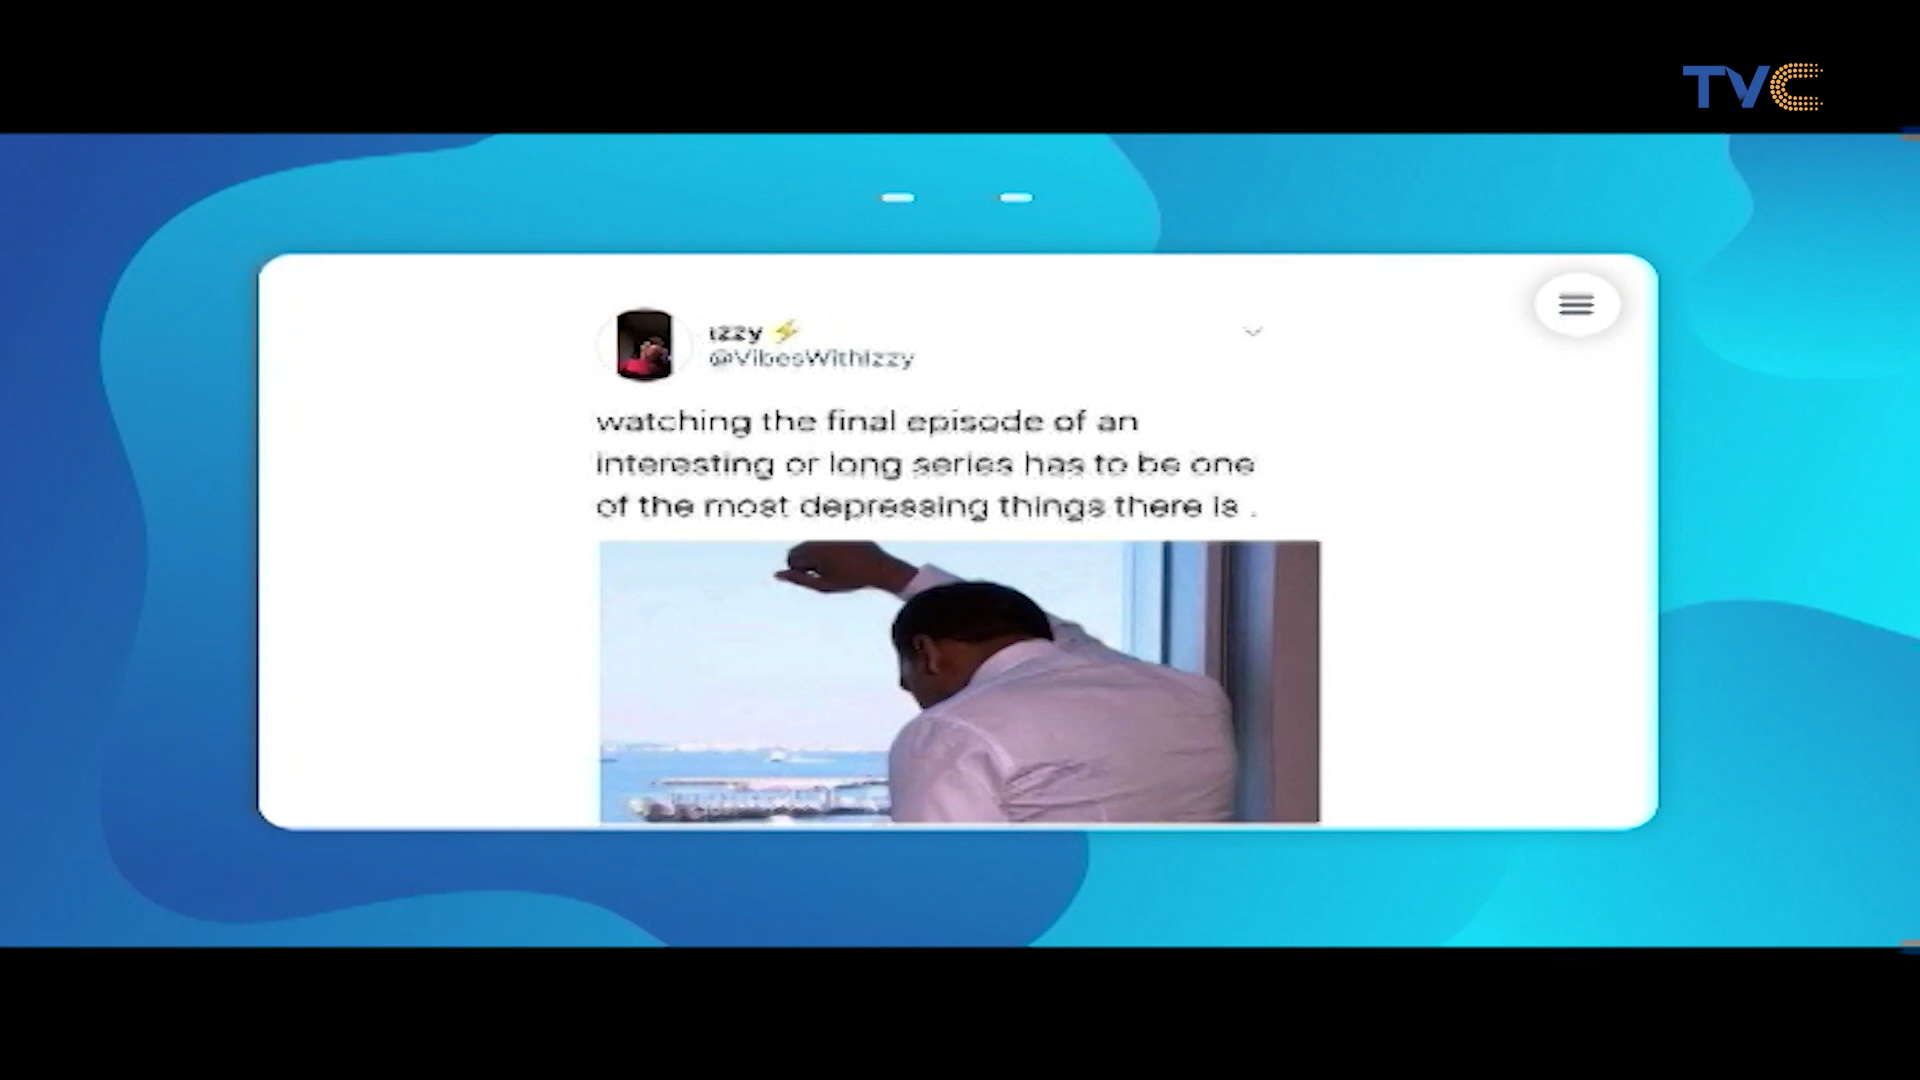 TVC
izzy ⚡
@VibesWithIzzy
watching the final episode of an
interesting or long series has to be one
of the most depressing things there is .